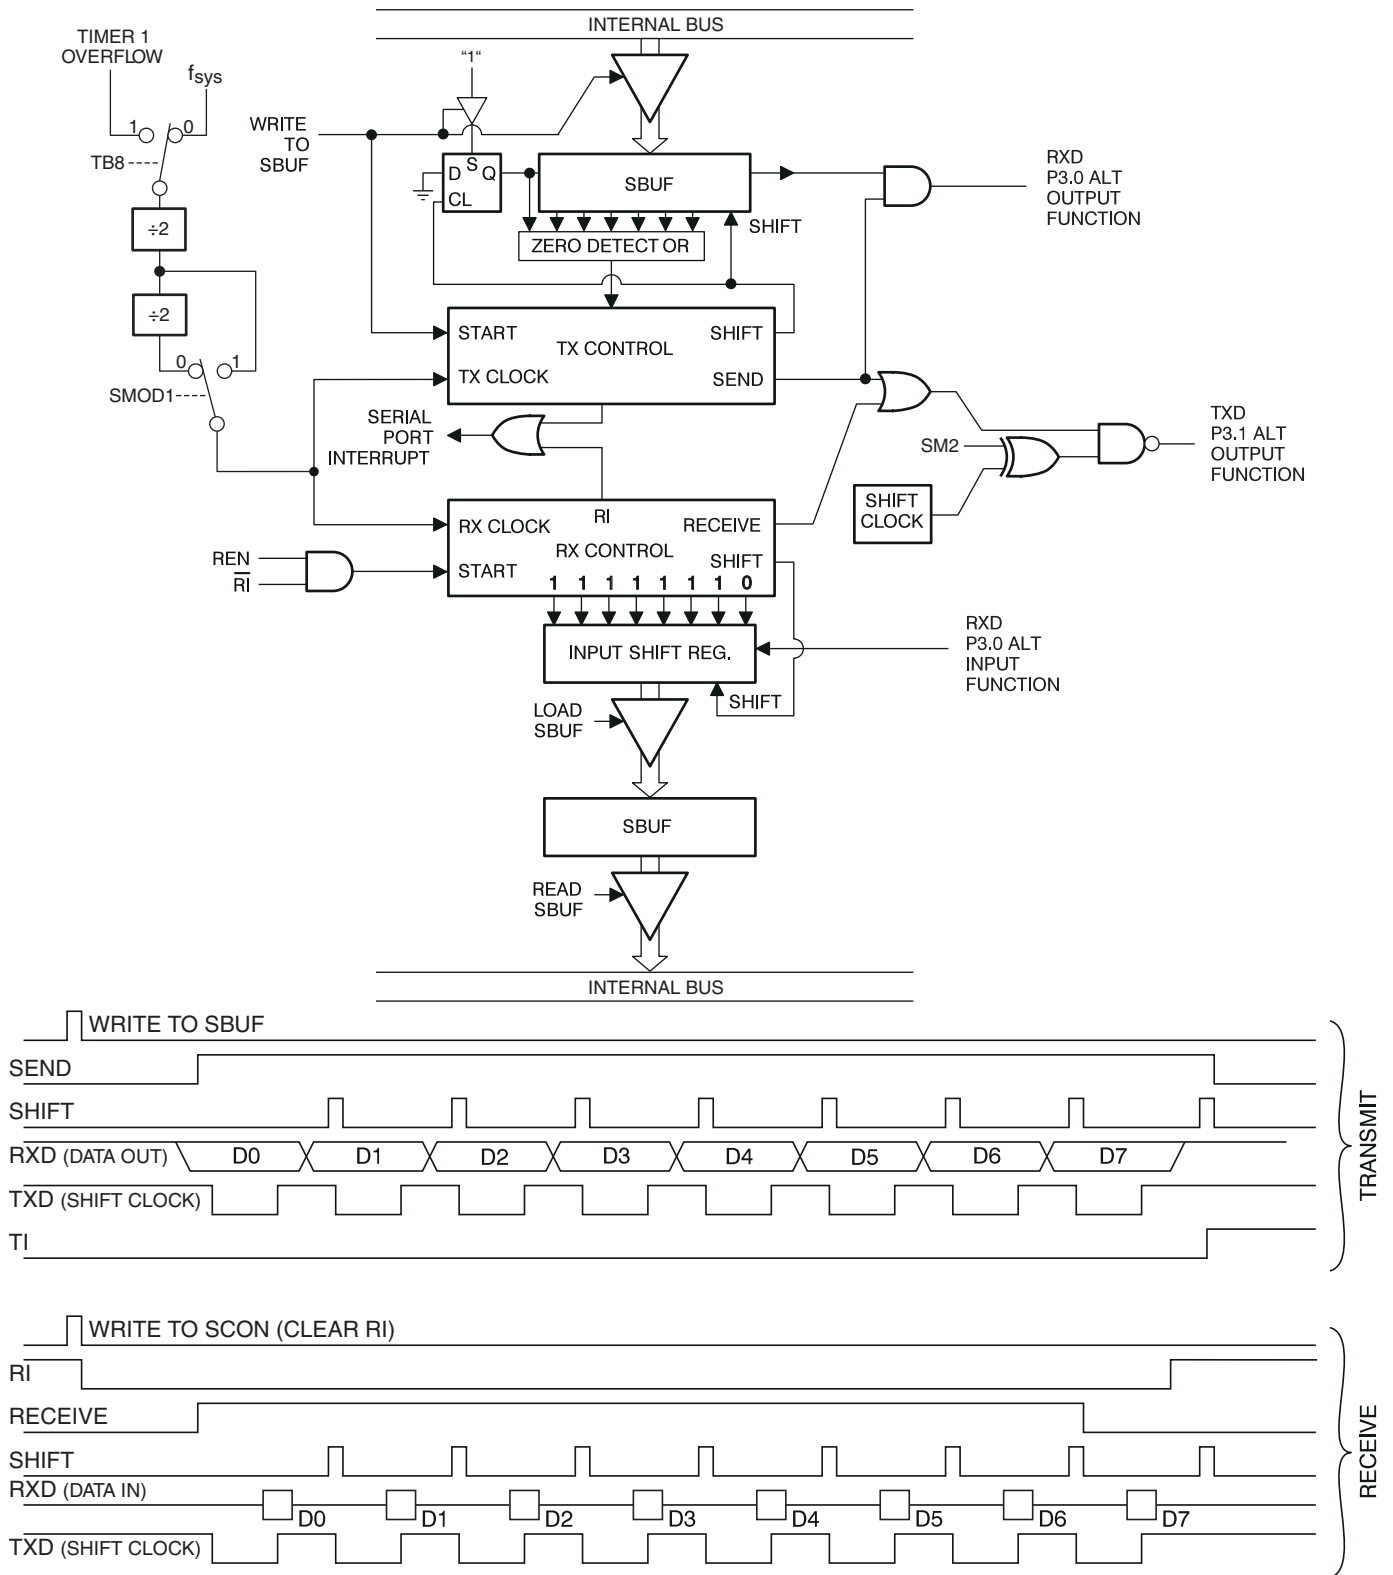 INTERNAL BUS
TIMER 1
OVERFLOW
fsys
"1"
1
0
TB8
WRITE
TO
SBUF
D
S
Q
CL
SBUF
RXD
P3.0 ALT
OUTPUT
FUNCTION
÷2
SHIFT
ZERO DETECT OR
÷2
START
SHIFT
TX CONTROL
0
1
TX CLOCK
SEND
SMOD1
SERIAL
PORT
INTERRUPT
SM2
TXD
P3.1 ALT
OUTPUT
FUNCTION
SHIFT
CLOCK
RX CLOCK
RI
RECEIVE
RX CONTROL
SHIFT
REN
RI
START
1 1 1 1 1 1 1 0
INPUT SHIFT REG.
RXD
P3.0 ALT
INPUT
FUNCTION
SHIFT
LOAD
SBUF
SBUF
READ
SBUF
INTERNAL BUS
WRITE TO SBUF
SEND
SHIFT
RXD (DATA OUT)
D0 D1 D2 D3 D4 D5 D6 D7
TXD (SHIFT CLOCK)
TI
TRANSMIT
WRITE TO SCON (CLEAR RI)
RI
RECEIVE
SHIFT
RXD (DATA IN)
D0 D1 D2 D3 D4 D5 D6 D7
TXD (SHIFT CLOCK)
RECEIVE